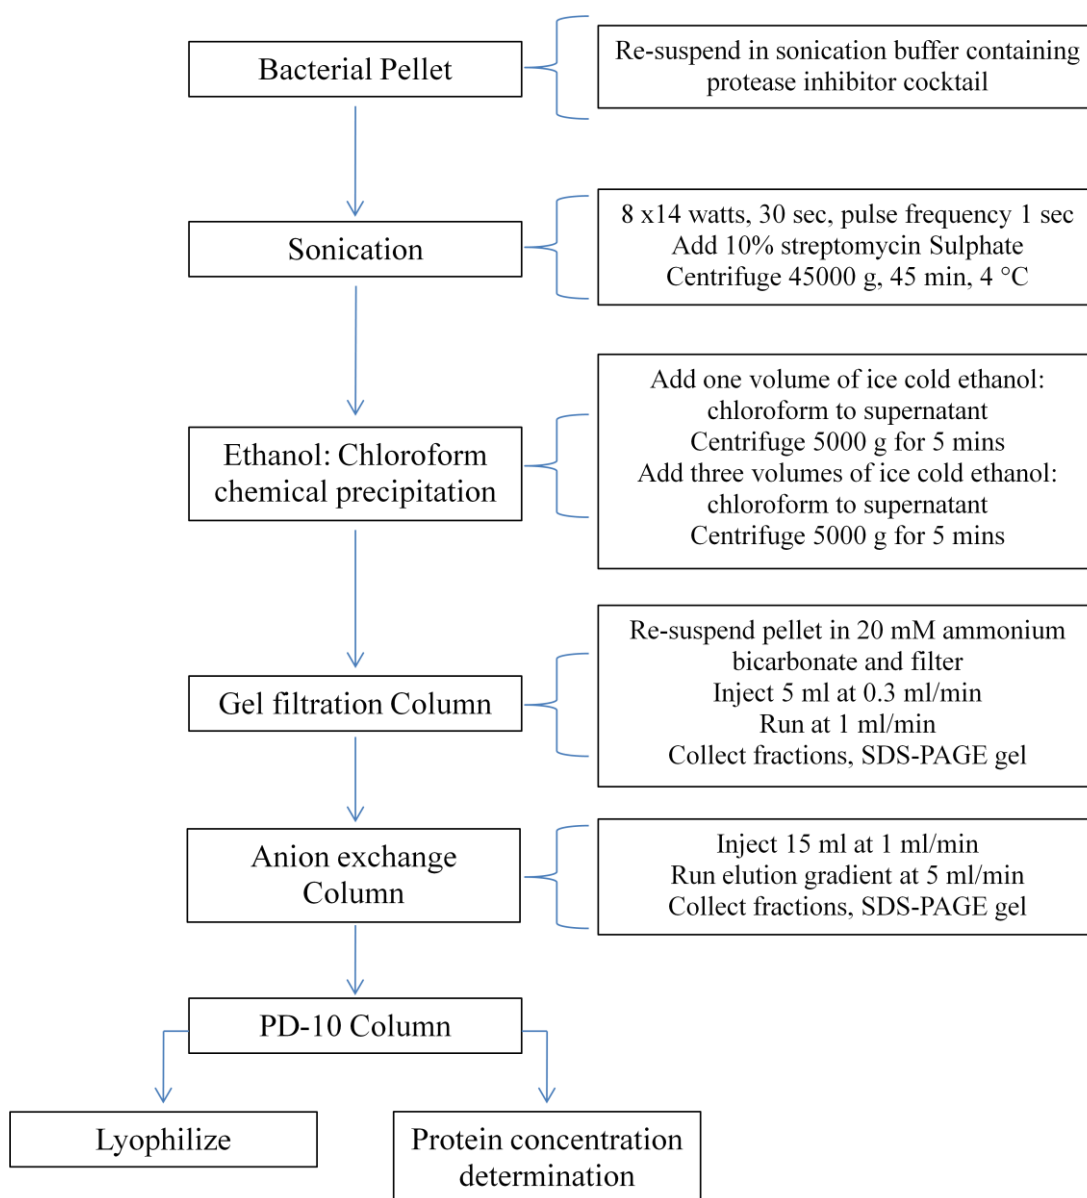 Bacterial Pellet
Re-suspend in sonication buffer containing
protease inhibitor cocktail
Sonication
8 x14 watts, 30 sec, pulse frequency 1 sec
Add 10% streptomycin Sulphate
Centrifuge 45000 g, 45 min, 4 °C
Ethanol: Chloroform
chemical precipitation
Add one volume of ice cold ethanol:
chloroform to supernatant
Centrifuge 5000 g for 5 mins
Add three volumes of ice cold ethanol:
chloroform to supernatant
Centrifuge 5000 g for 5 mins
Gel filtration Column
Re-suspend pellet in 20 mM ammonium
bicarbonate and filter
Inject 5 ml at 0.3 ml/min
Run at 1 ml/min
Collect fractions, SDS-PAGE gel
Anion exchange
Column
Inject 15 ml at 1 ml/min
Run elution gradient at 5 ml/min
Collect fractions, SDS-PAGE gel
PD-10 Column
Lyophilize
Protein concentration
determination